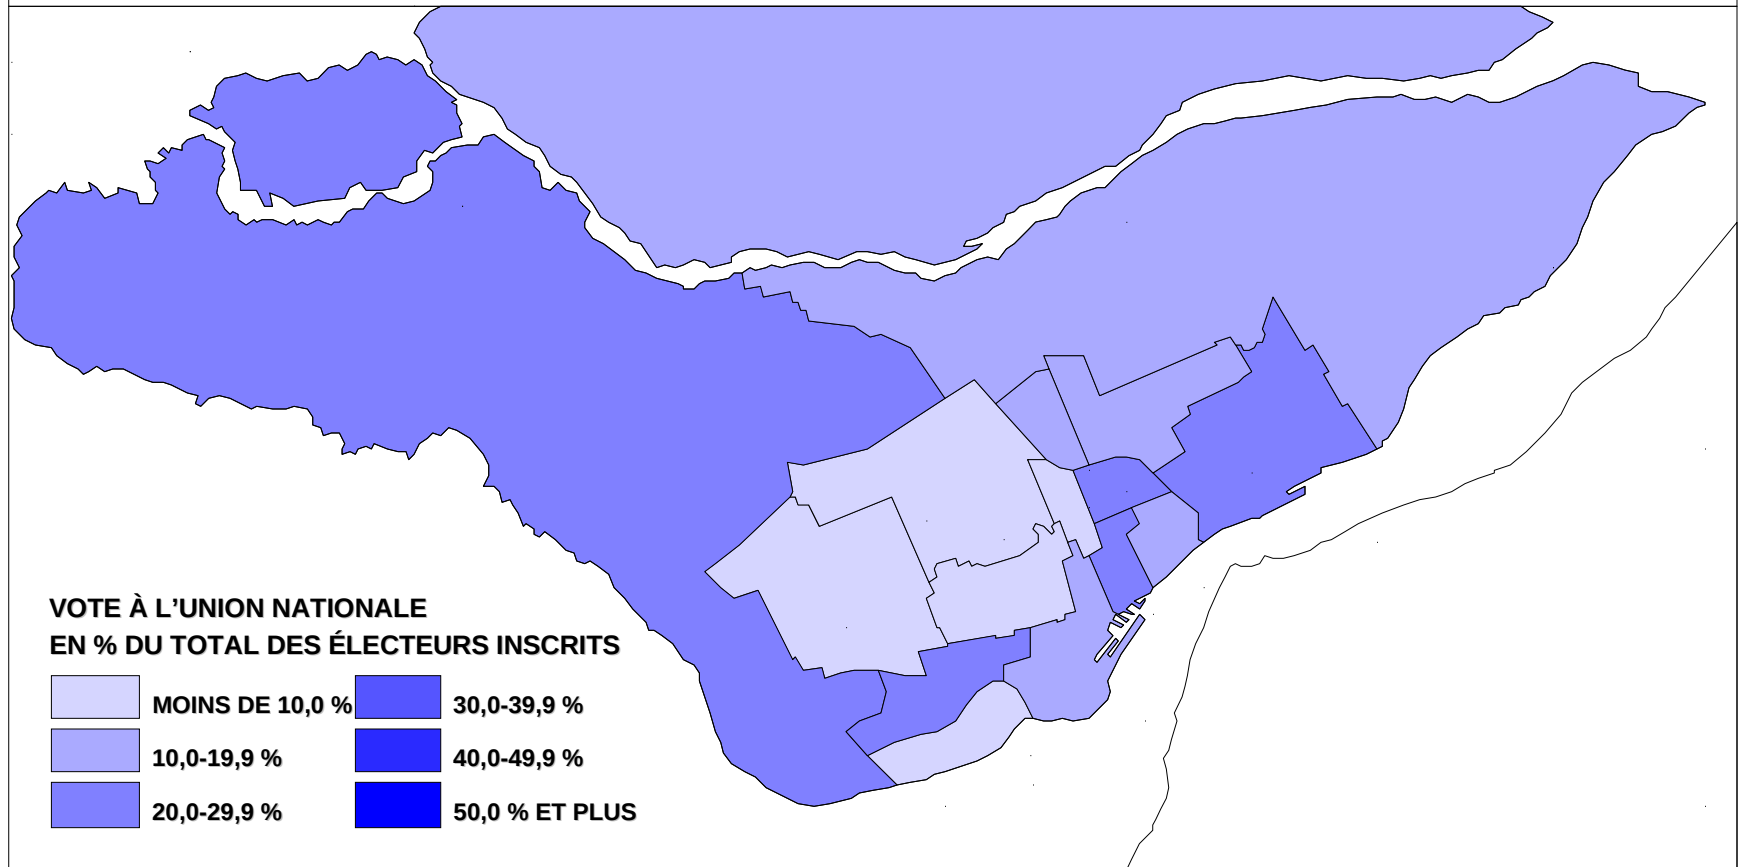 VOTE À L’UNION NATIONALE
EN % DU TOTAL DES ÉLECTEURS INSCRITS
MOINS DE 10,0 %
30,0-39,9 %
10,0-19,9 %
40,0-49,9 %
20,0-29,9 %
50,0 % ET PLUS